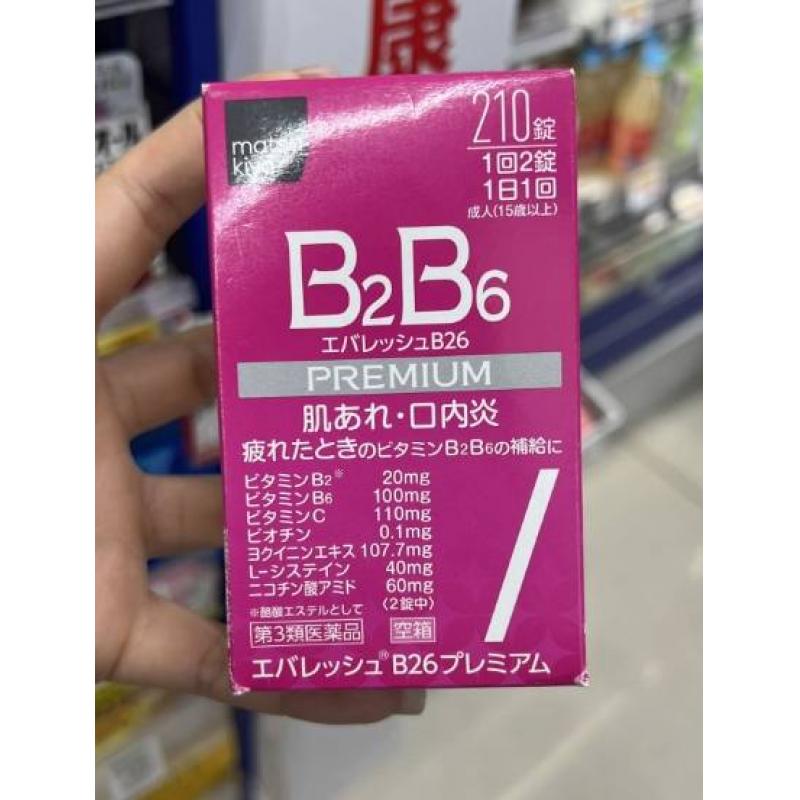 康
matsu
kiyo
210錠
1回2錠
1日1回
成人(15歳以上)
B2B6
エバレッシュB26
PREMIUM
肌あれ・口内炎
疲れたときのビタミンB2B6の補給に
ビタミンB2※ 20mg
ビタミンB6 100mg
ビタミンC 110mg
ビオチン 0.1mg
ヨクイニンエキス 107.7mg
L-システイン 40mg
ニコチン酸アミド 60mg
※酪酸エステルとして 〈2錠中〉
第3類医薬品 空箱
エバレッシュ®B26プレミアム